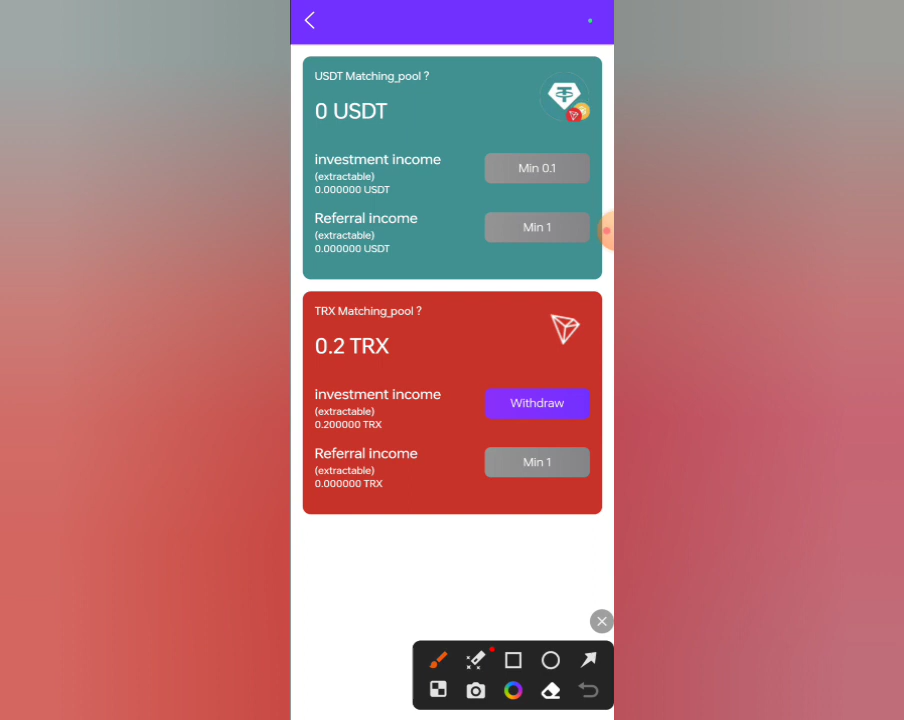 USDT Matching_pool ?
0 USDT
investment income
(extractable)
Min 0.1
0.000000 USDT
Referral income
(extractable)
Min 1
0.000000 USDT
TRX Matching_pool ?
0.2 TRX
investment income
(extractable)
Withdraw
0.200000 TRX
Referral income
(extractable)
Min 1
0.000000 TRX